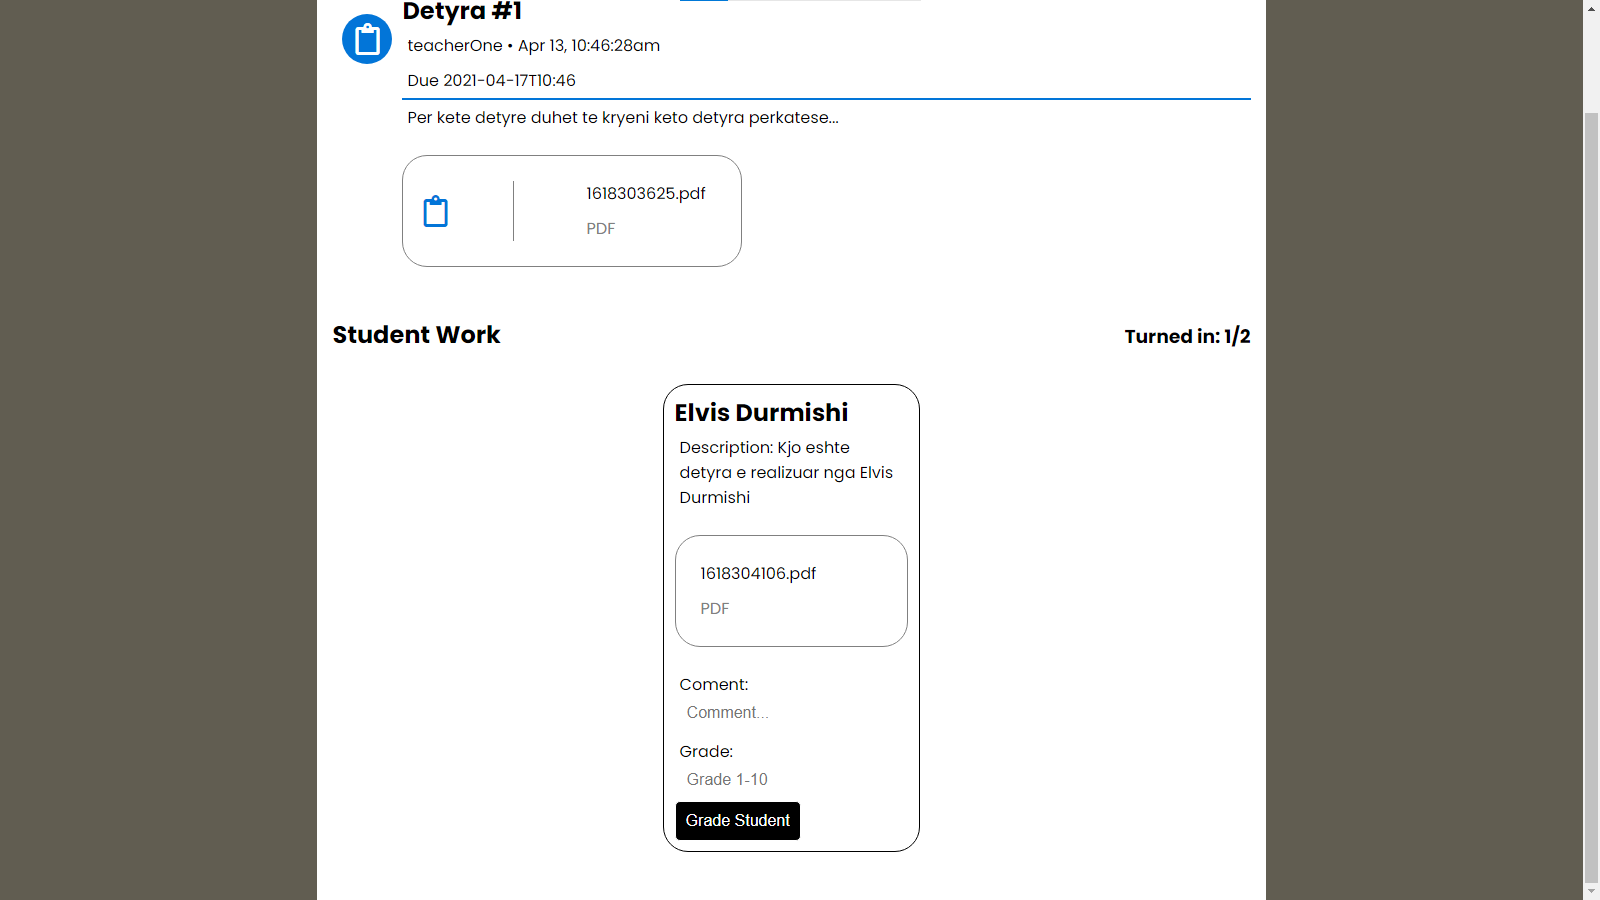 Detyra #1
teacherOne • Apr 13, 10:46:28am
Due 2021-04-17T10:46
Per kete detyre duhet te kryeni keto detyra perkatese...
1618303625.pdf
PDF
Student Work
Turned in: 1/2
Elvis Durmishi
Description: Kjo eshte
detyra e realizuar nga Elvis
Durmishi
1618304106.pdf
PDF
Coment:
Comment...
Grade:
Grade 1-10
Grade Student